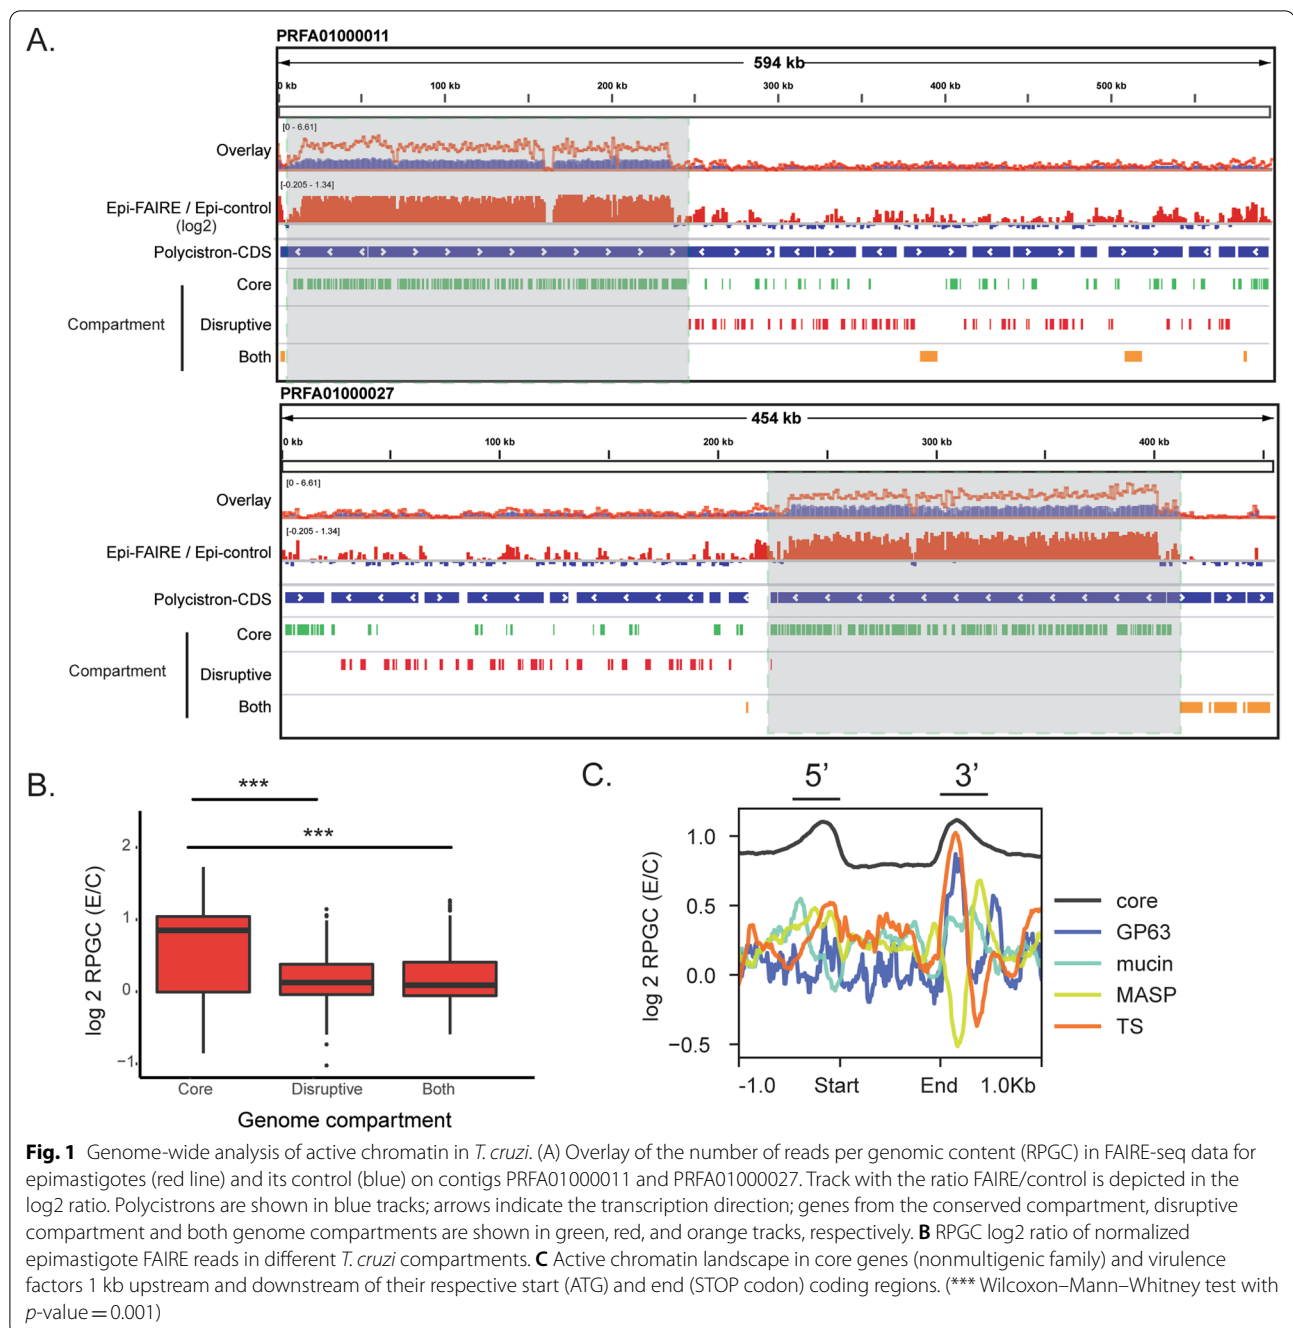 A.
PRFA01000011
594 kb
0 kb 100 kb 200 kb 300 kb 400 kb 500 kb
[0 - 6.61]
Overlay
[-0.205 - 1.34]
Epi-FAIRE / Epi-control
(log2)
Polycistron-CDS
Core
Compartment
Disruptive
Both
PRFA01000027
454 kb
0 kb 100 kb 200 kb 300 kb 400 kb
[0 - 6.61]
Overlay
[-0.205 - 1.34]
Epi-FAIRE / Epi-control
Polycistron-CDS
Core
Compartment
Disruptive
Both
B.
***
***
log 2 RPGC (E/C)
2
1
0
−1
Core Disruptive Both
Genome compartment
C.
5’ 3’
log 2 RPGC (E/C)
1.0
0.5
0.0
−0.5
-1.0 Start End 1.0Kb
core
GP63
mucin
MASP
TS
Fig. 1 Genome-wide analysis of active chromatin in T. cruzi. (A) Overlay of the number of reads per genomic content (RPGC) in FAIRE-seq data for
epimastigotes (red line) and its control (blue) on contigs PRFA01000011 and PRFA01000027. Track with the ratio FAIRE/control is depicted in the
log2 ratio. Polycistrons are shown in blue tracks; arrows indicate the transcription direction; genes from the conserved compartment, disruptive
compartment and both genome compartments are shown in green, red, and orange tracks, respectively. B RPGC log2 ratio of normalized
epimastigote FAIRE reads in different T. cruzi compartments. C Active chromatin landscape in core genes (nonmultigenic family) and virulence
factors 1 kb upstream and downstream of their respective start (ATG) and end (STOP codon) coding regions. (*** Wilcoxon–Mann–Whitney test with
p-value = 0.001)